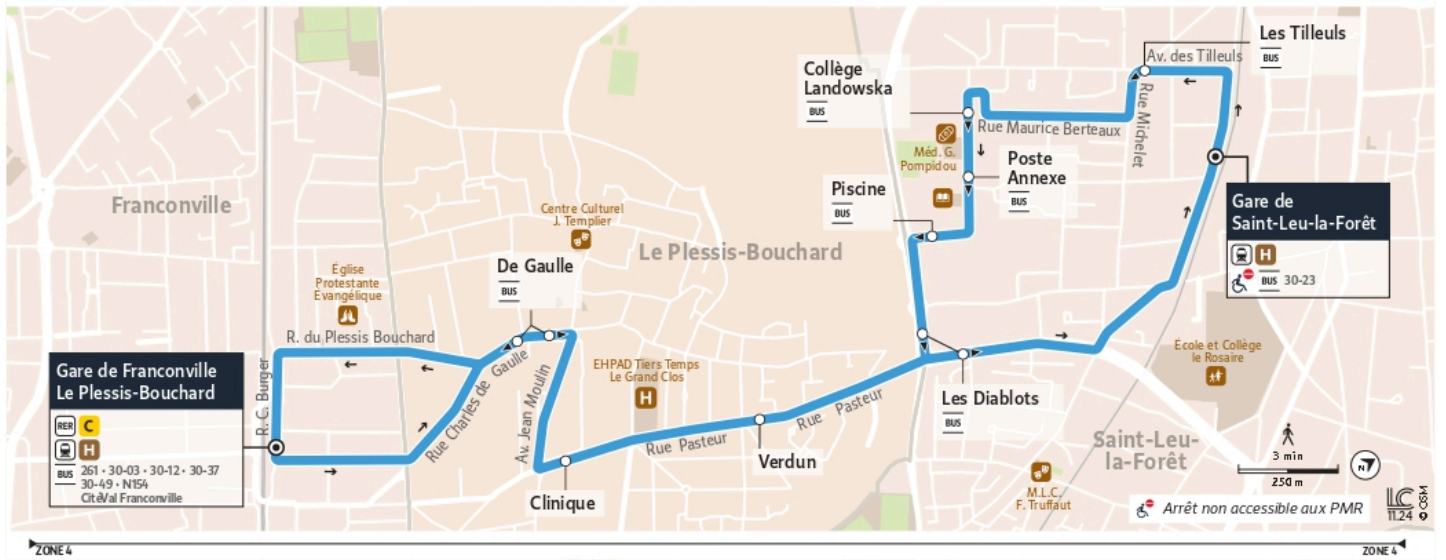 Les Tilleuls
BUS
Av. des Tilleuls
Collège
Landowska
BUS
Rue Michelet
Rue Maurice Berteaux
Méd. G.
Pompidou
Poste
Annexe
BUS
Piscine
BUS
Gare de
Saint-Leu-la-Forêt
H
BUS 30-23
Franconville
Centre Culturel
J. Templier
Le Plessis-Bouchard
De Gaulle
BUS
Église
Protestante
Evangélique
R. du Plessis Bouchard
Gare de Franconville
Le Plessis-Bouchard
RER C
H
BUS 261 • 30-03 • 30-12 • 30-37
30-49 • N154
CitéVal Franconville
R. C. Burger
Rue Charles de Gaulle
Av. Jean Moulin
EHPAD Tiers Temps
Le Grand Clos
H
Rue Pasteur
Rue Pasteur
Verdun
Clinique
Les Diablots
BUS
École et Collège
le Rosaire
Saint-Leu-
la-Forêt
M.L.C.
F. Truffaut
3 min
250 m
N
Arrêt non accessible aux PMR
LC
11.24
© OSM
ZONE 4
ZONE 4